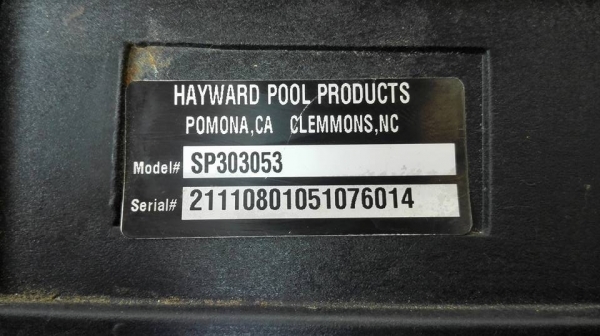 HAYWARD POOL PRODUCTS
POMONA,CA CLEMMONS,NC
Model# SP303053
Serial# 21110801051076014